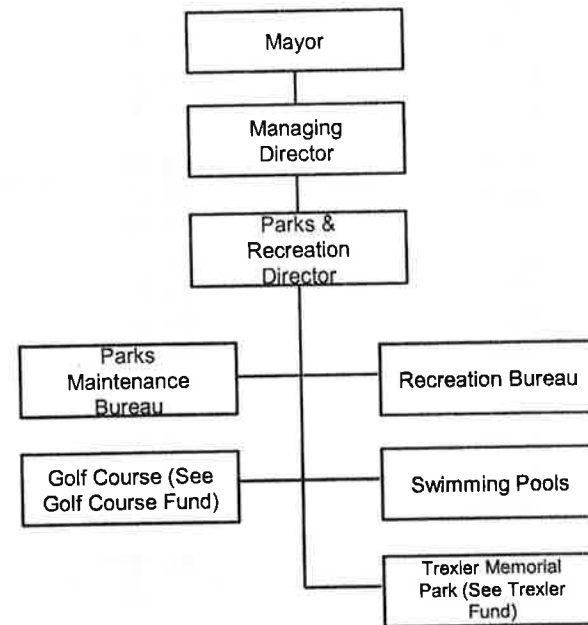 Mayor
Managing
Director
Parks &
Recreation
Director
Parks
Maintenance
Bureau
Recreation Bureau
Golf Course (See
Golf Course Fund)
Swimming Pools
Trexler Memorial
Park (See Trexler
Fund)